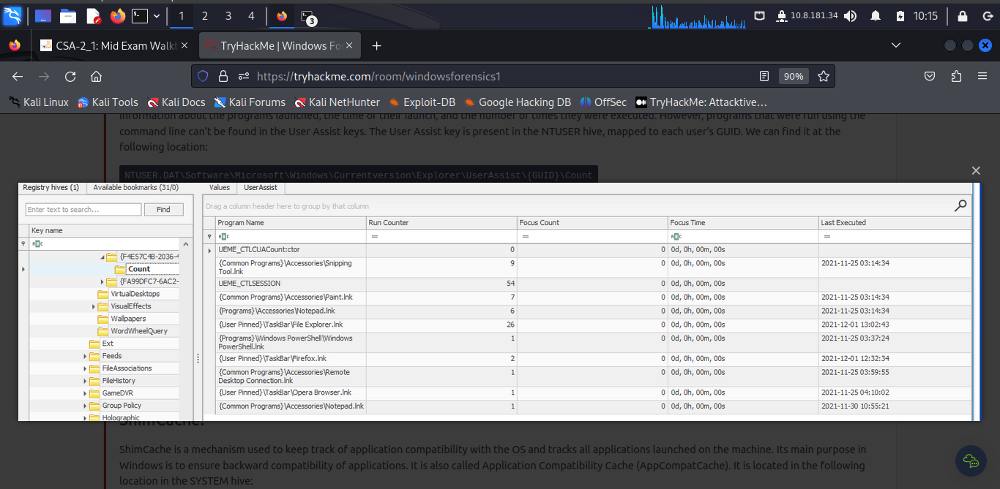 1 2 3 4 3 10.8.181.34 10:15
CSA-2_1: Mid Exam Walkt TryHackMe | Windows Fo
https://tryhackme.com/room/windowsforensics1 90%
Kali Linux Kali Tools Kali Docs Kali Forums Kali NetHunter Exploit-DB Google Hacking DB OffSec TryHackMe: Attacktive…
information about the programs launched, the time of their launch, and the number of times they were executed. However, programs that were run using the
command line can't be found in the User Assist keys. The User Assist key is present in the NTUSER hive, mapped to each user's GUID. We can find it at the
following location:
NTUSER.DAT\Software\Microsoft\Windows\Currentversion\Explorer\UserAssist\{GUID}\Count
Registry hives (1) Available bookmarks (31/0)
Enter text to search... Find
Key name
{F4E57C4B-2036-4
Count
{FA99DFC7-6AC2-
VirtualDesktops
VisualEffects
Wallpapers
WordWheelQuery
Ext
Feeds
FileAssociations
FileHistory
GameDVR
Group Policy
Holographic
Values UserAssist
Drag a column header here to group by that column
Program Name Run Counter Focus Count Focus Time Last Executed
= = =
UEME_CTLCUACount:ctor 0 0 0d, 0h, 00m, 00s
{Common Programs}\Accessories\Snipping 9 0 0d, 0h, 00m, 00s 2021-11-25 03:14:34
Tool.lnk
UEME_CTLSESSION 54 0 0d, 0h, 00m, 00s
{Common Programs}\Accessories\Paint.lnk 7 0 0d, 0h, 00m, 00s 2021-11-25 03:14:34
{Programs}\Accessories\Notepad.lnk 6 0 0d, 0h, 00m, 00s 2021-11-25 03:14:34
{User Pinned}\TaskBar\File Explorer.lnk 26 0 0d, 0h, 00m, 00s 2021-12-01 13:02:43
{Programs}\Windows PowerShell\Windows 1 0 0d, 0h, 00m, 00s 2021-11-25 03:37:24
PowerShell.lnk
{User Pinned}\TaskBar\Firefox.lnk 2 0 0d, 0h, 00m, 00s 2021-12-01 12:32:34
{Common Programs}\Accessories\Remote 1 0 0d, 0h, 00m, 00s 2021-11-25 03:59:55
Desktop Connection.lnk
{User Pinned}\TaskBar\Opera Browser.lnk 1 0 0d, 0h, 00m, 00s 2021-11-25 04:10:02
{Common Programs}\Accessories\Notepad.lnk 1 0 0d, 0h, 00m, 00s 2021-11-30 10:55:21
ShimCache:
ShimCache is a mechanism used to keep track of application compatibility with the OS and tracks all applications launched on the machine. Its main purpose in
Windows is to ensure backward compatibility of applications. It is also called Application Compatibility Cache (AppCompatCache). It is located in the following
location in the SYSTEM hive: